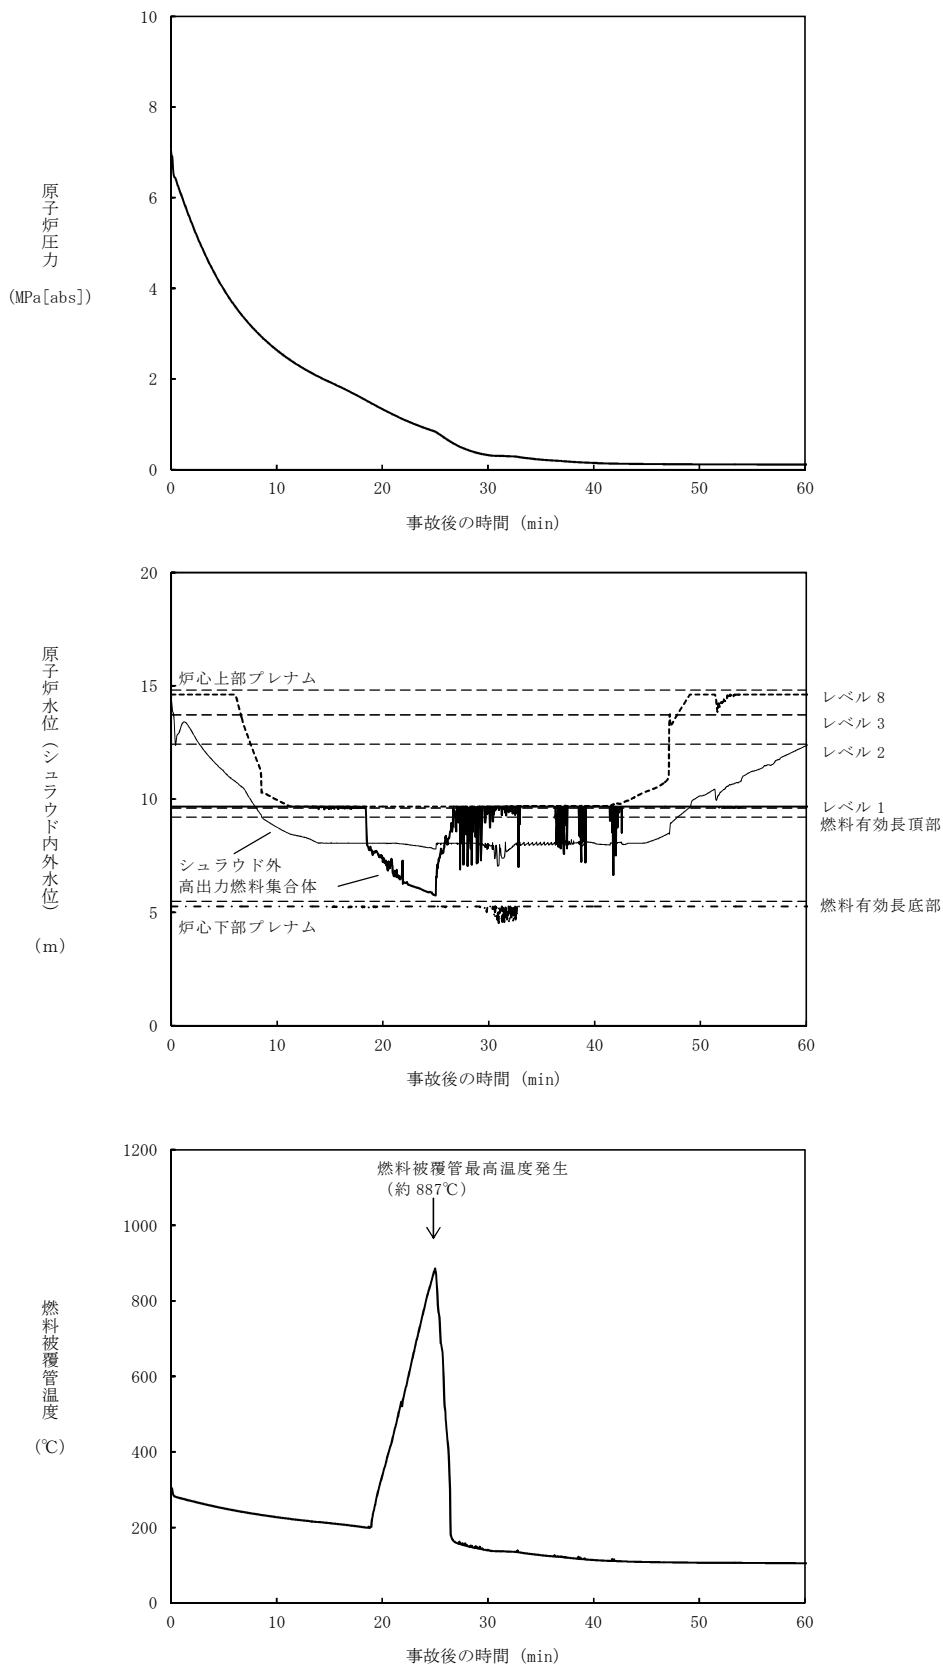 10
8
6
4
2
0
原子炉圧力
(MPa[abs])
0 10 20 30 40 50 60
事故後の時間 (min)
20
15
10
5
0
原子炉水位(シュラウド内外水位)
(m)
炉心上部プレナム
レベル 8
レベル 3
レベル 2
レベル 1
燃料有効長頂部
シュラウド外
高出力燃料集合体
燃料有効長底部
炉心下部プレナム
0 10 20 30 40 50 60
事故後の時間 (min)
1200
1000
800
600
400
200
0
燃料被覆管温度
(℃)
燃料被覆管最高温度発生
(約 887℃)
0 10 20 30 40 50 60
事故後の時間 (min)